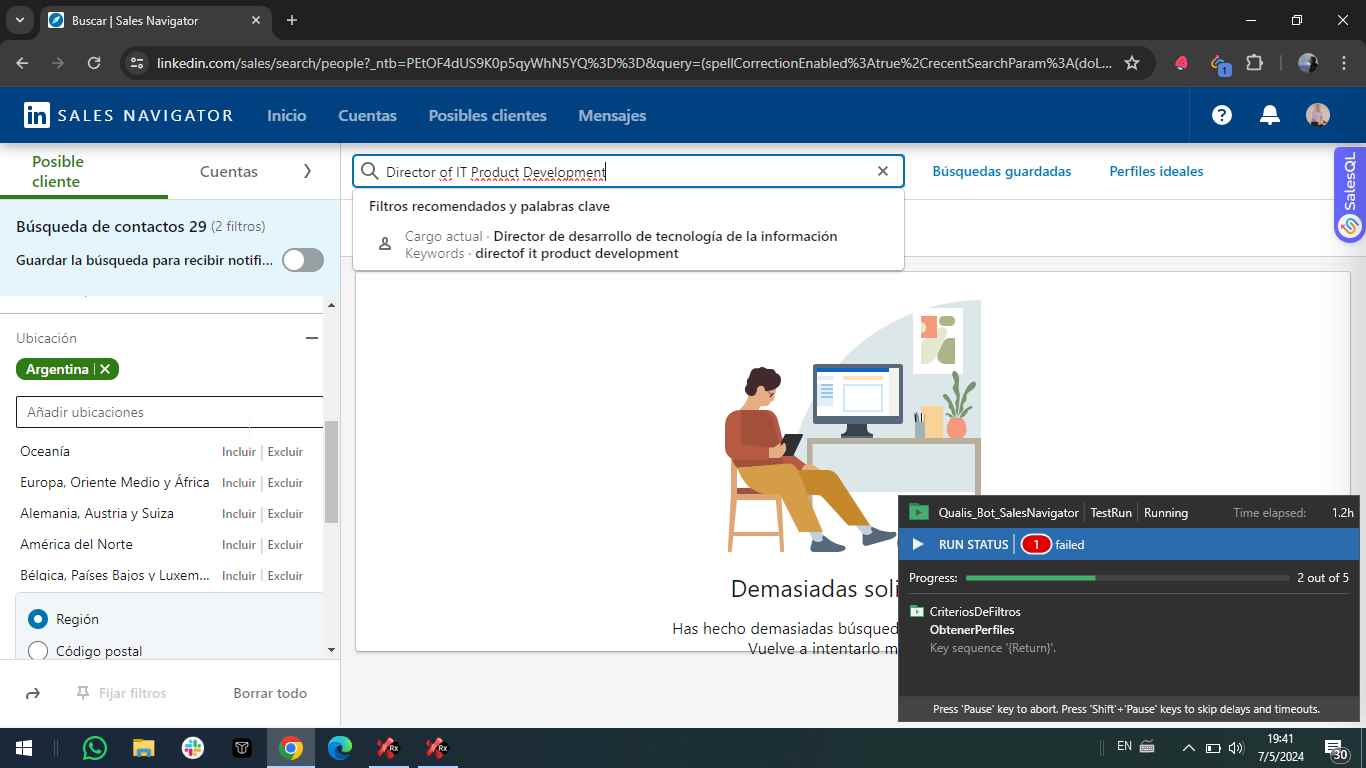 Buscar | Sales Navigator
linkedin.com/sales/search/people?_ntb=PEtOF4dUS9K0p5qyWhN5YQ%3D%3D&query=(spellCorrectionEnabled%3Atrue%2CrecentSearchParam%3A(doL...
1
in SALES NAVIGATOR
Inicio
Cuentas
Posibles clientes
Mensajes
Posible cliente
Cuentas
Director of IT Product Development
Búsquedas guardadas
Perfiles ideales
SalesQL
Filtros recomendados y palabras clave
Cargo actual · Director de desarrollo de tecnología de la información
Keywords · directof it product development
Búsqueda de contactos 29 (2 filtros)
Guardar la búsqueda para recibir notifi...
Ubicación
Argentina
Añadir ubicaciones
Oceanía Incluir | Excluir
Europa, Oriente Medio y África Incluir | Excluir
Alemania, Austria y Suiza Incluir | Excluir
América del Norte Incluir | Excluir
Bélgica, Países Bajos y Luxem... Incluir | Excluir
Región
Código postal
Fijar filtros
Borrar todo
Demasiadas soli
Has hecho demasiadas búsqued
Vuelve a intentarlo m
Qualis_Bot_SalesNavigator | TestRun | Running
Time elapsed: 1.2h
RUN STATUS | 1 failed
Progress: 2 out of 5
CriteriosDeFiltros
ObtenerPerfiles
Key sequence '{Return}'.
Press 'Pause' key to abort. Press 'Shift'+'Pause' keys to skip delays and timeouts.
Rx
Rx
EN
19:41
7/5/2024
30